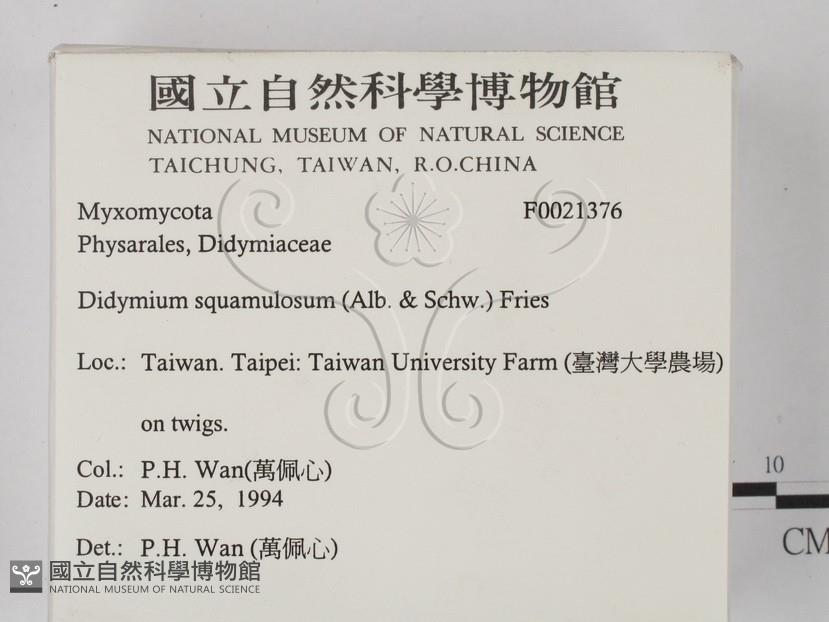 國立自然科學博物館
NATIONAL MUSEUM OF NATURAL SCIENCE
TAICHUNG, TAIWAN, R.O.CHINA
Myxomycota F0021376
Physarales, Didymiaceae
Didymium squamulosum (Alb. & Schw.) Fries
Loc.: Taiwan. Taipei: Taiwan University Farm (臺灣大學農場)
on twigs.
Col.: P.H. Wan(萬佩心)
Date: Mar. 25, 1994
Det.: P.H. Wan (萬佩心)
10
CM
國立自然科學博物館
NATIONAL MUSEUM OF NATURAL SCIENCE